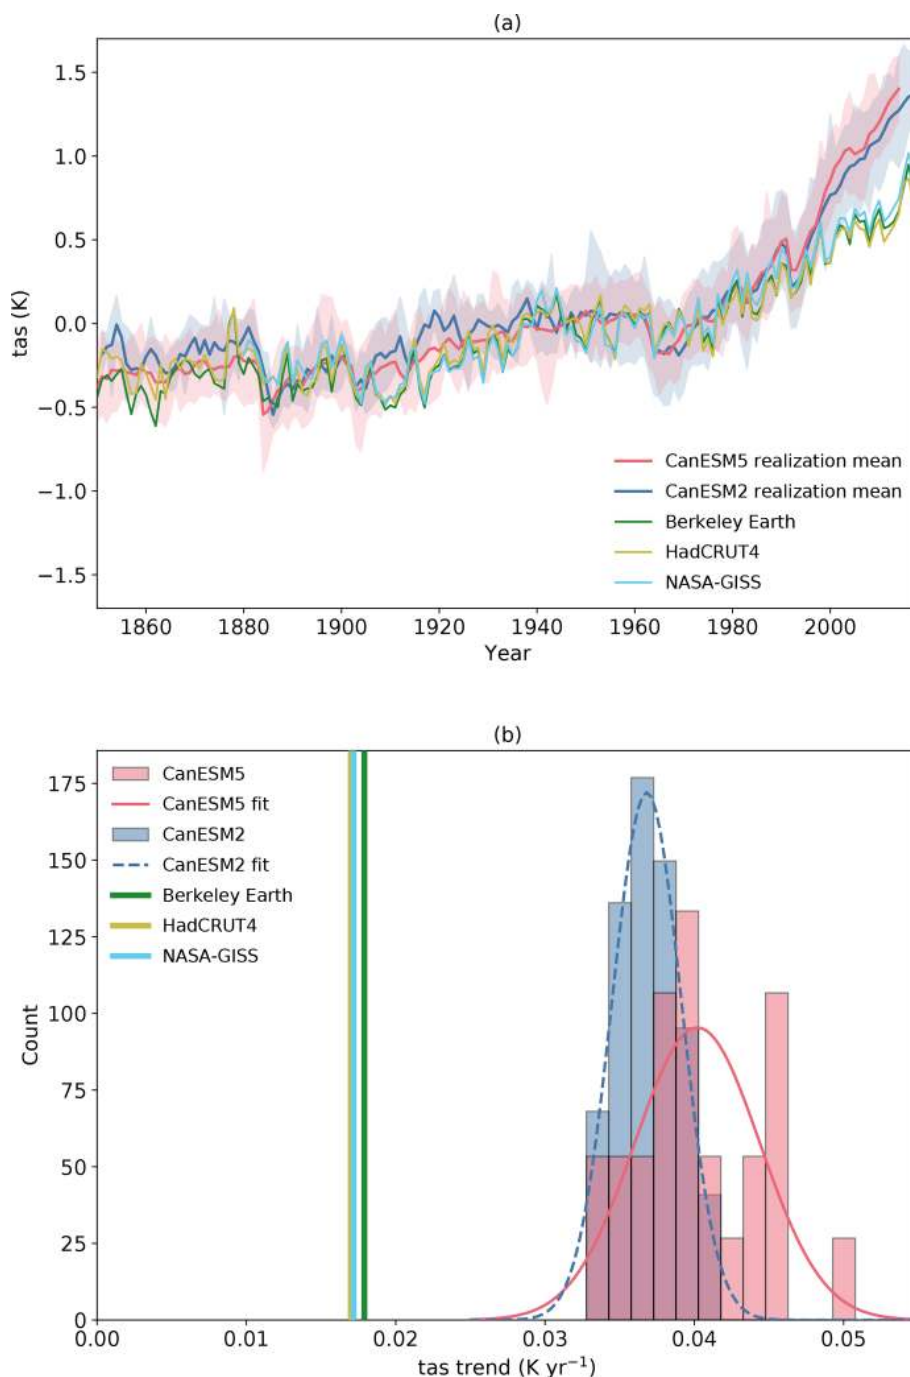 (a)
1.5
1.0
0.5
0.0
−0.5
−1.0
−1.5
tas (K)
CanESM5 realization mean
CanESM2 realization mean
Berkeley Earth
HadCRUT4
NASA-GISS
1860 1880 1900 1920 1940 1960 1980 2000
Year
(b)
175
150
125
100
75
50
25
0
Count
CanESM5
CanESM5 fit
CanESM2
CanESM2 fit
Berkeley Earth
HadCRUT4
NASA-GISS
0.00 0.01 0.02 0.03 0.04 0.05
tas trend (K yr⁻¹)